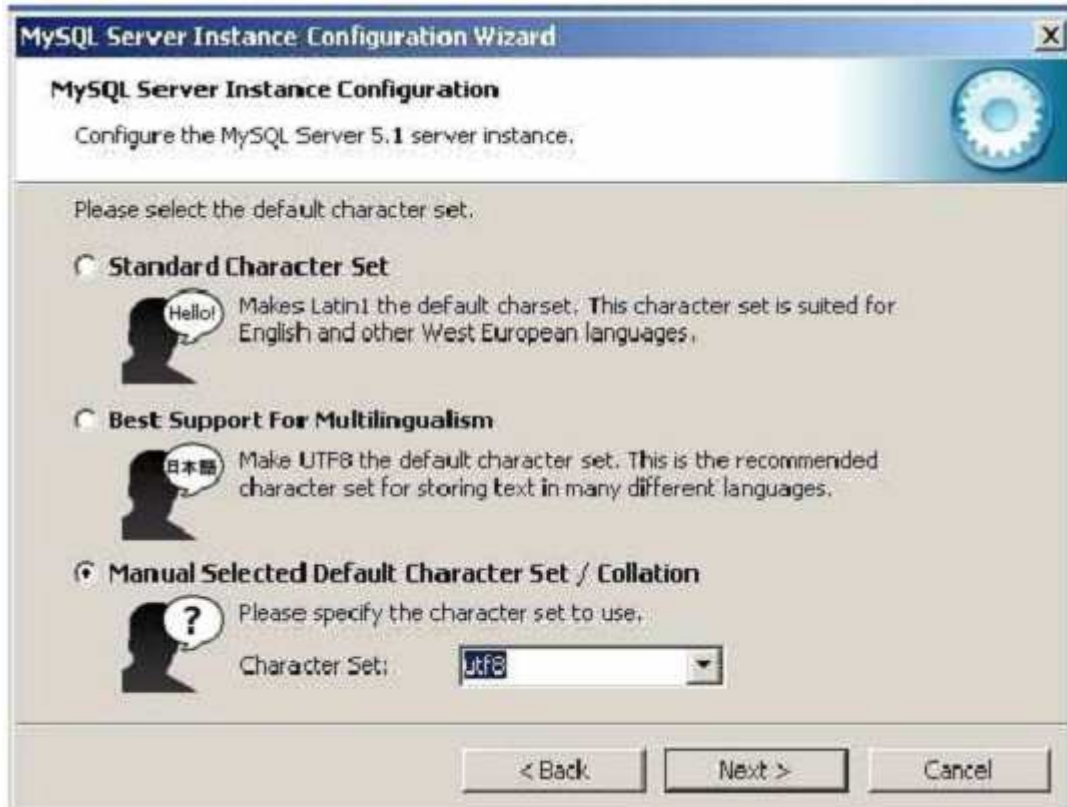 MySQL Server Instance Configuration Wizard
MySQL Server Instance Configuration
Configure the MySQL Server 5.1 server instance.
Please select the default character set.
Standard Character Set
Hello!
Makes Latin1 the default charset. This character set is suited for
English and other West European languages.
Best Support For Multilingualism
日本語
Make UTF8 the default character set. This is the recommended
character set for storing text in many different languages.
Manual Selected Default Character Set / Collation
?
Please specify the character set to use.
Character Set:
utf8
< Back
Next >
Cancel